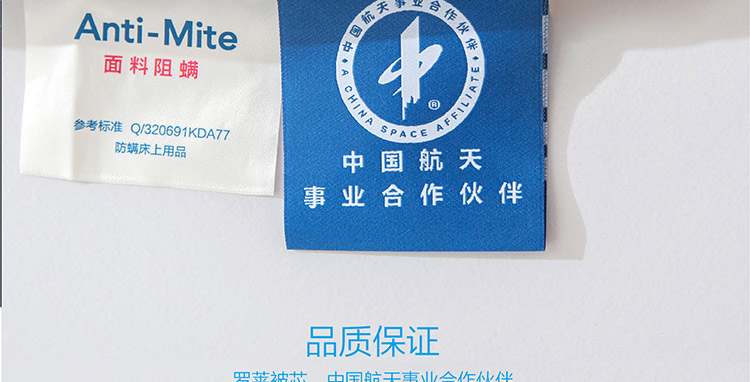 Anti-Mite
面料阻螨
参考标准 Q/320691KDA77
防螨床上用品
中国航天事业合作伙伴
A CHINA SPACE AFFILIATE
®
中国航天
事业合作伙伴
品质保证
罗莱被芯 中国航天事业合作伙伴